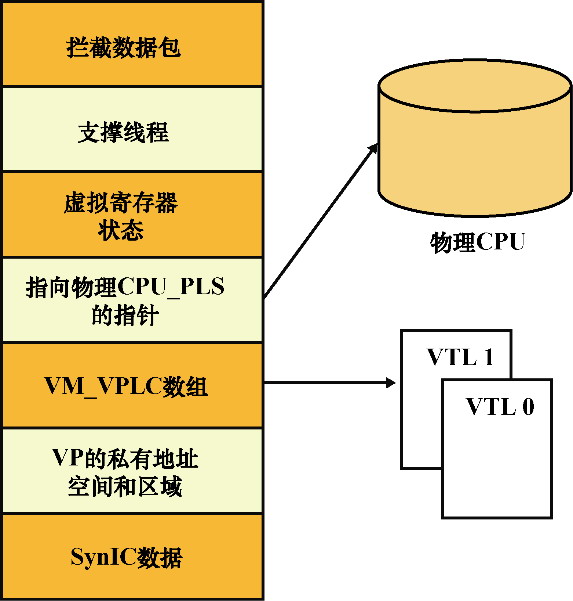 拦截数据包
支撑线程
虚拟寄存器
状态
指向物理CPU_PLS
的指针
VM_VPLC数组
VP的私有地址
空间和区域
SynIC数据
物理CPU
VTL 1
VTL 0